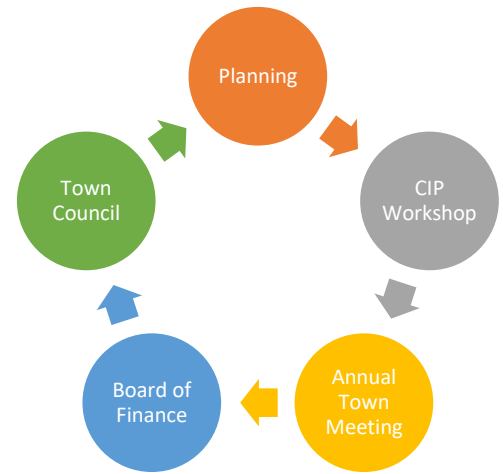 Planning
CIP
Workshop
Annual
Town
Meeting
Board of
Finance
Town
Council